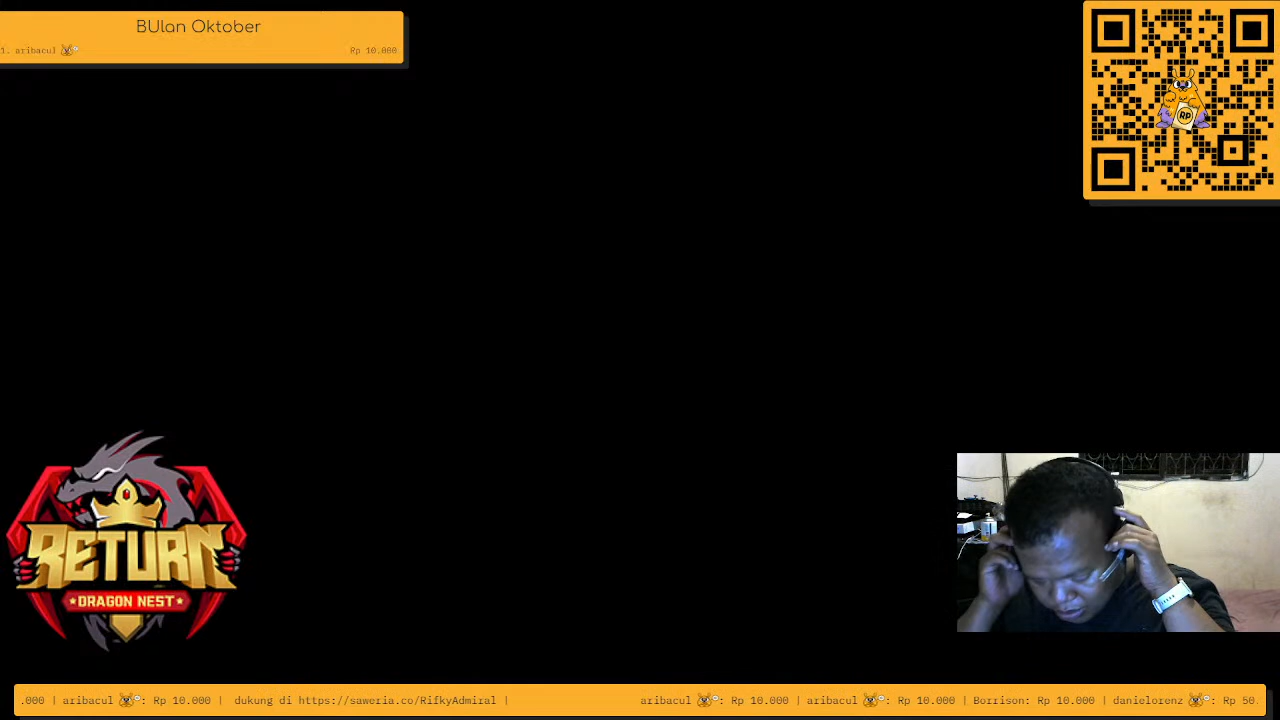 BUlan Oktober
1. aribacul Rp 10.000
RP
RETURN
DRAGON NEST
.000 | aribacul : Rp 10.000 | dukung di https://saweria.co/RifkyAdmiral | aribacul : Rp 10.000 | aribacul : Rp 10.000 | Borrison: Rp 10.000 | danielorenz : Rp 50.